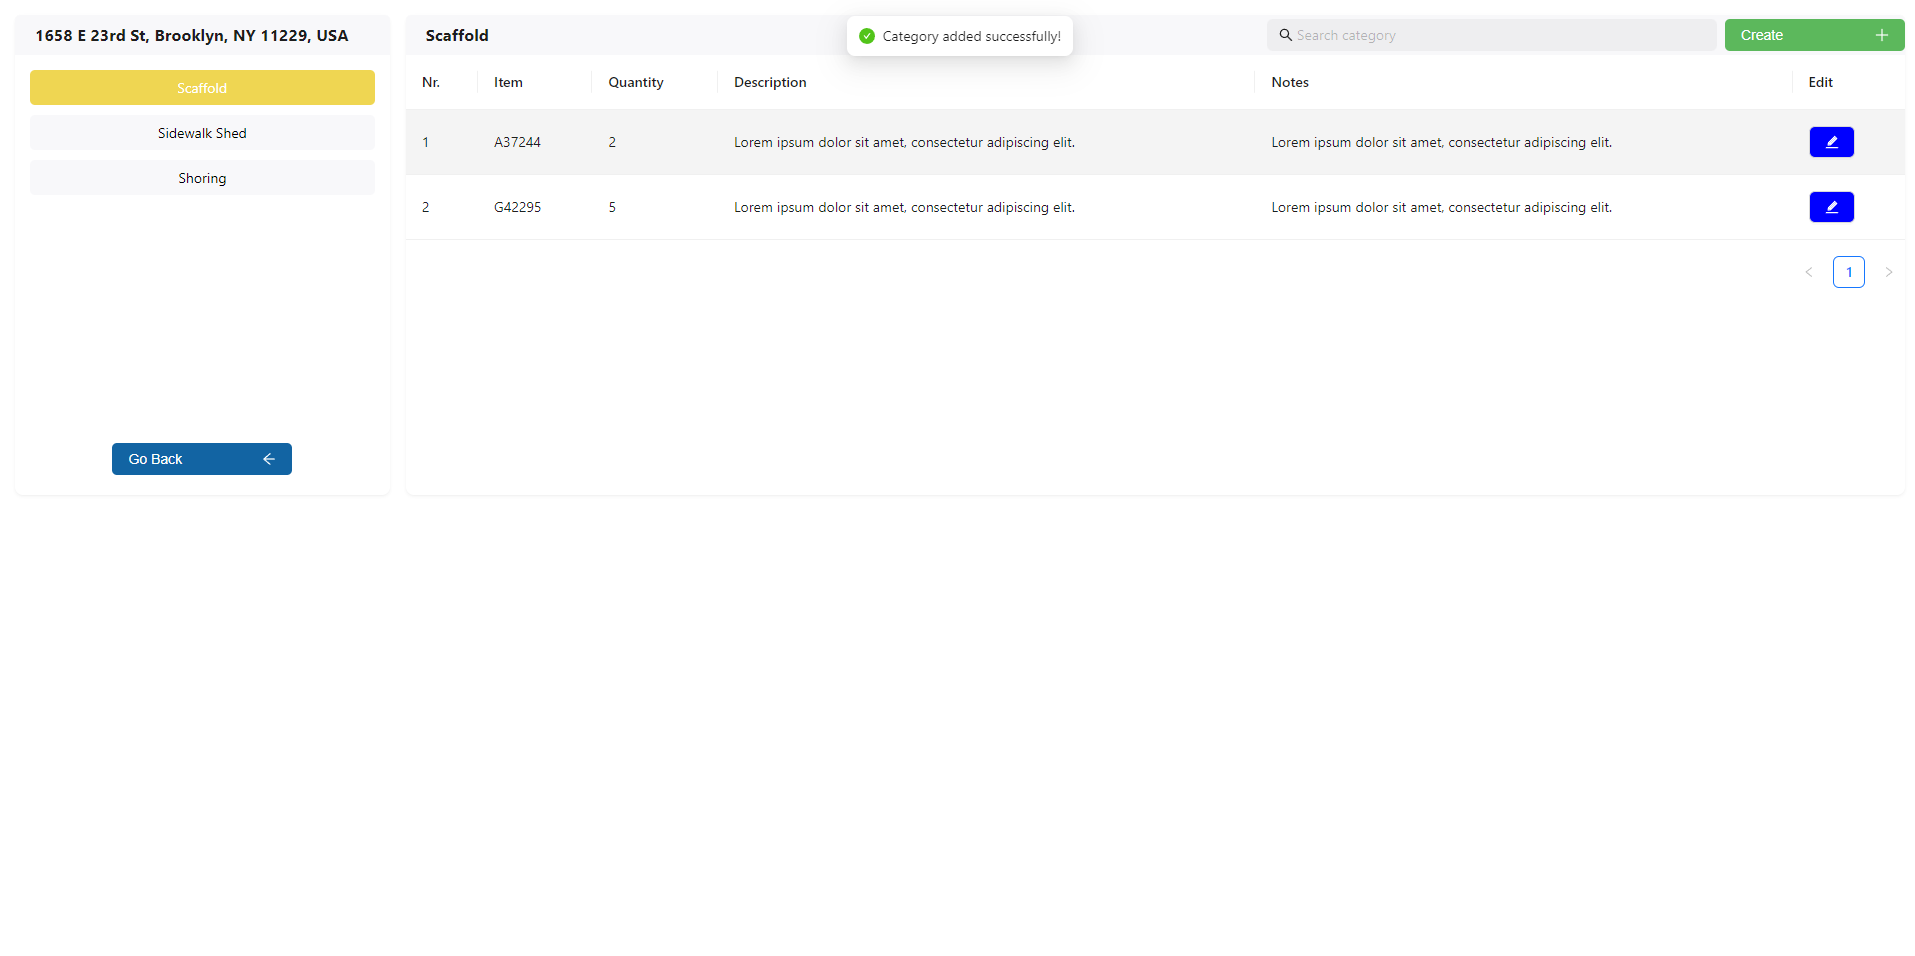 1658 E 23rd St, Brooklyn, NY 11229, USA
Scaffold
Sidewalk Shed
Shoring
Go Back
Scaffold
Category added successfully!
Search category
Create
Nr. Item Quantity Description Notes Edit
1 A37244 2 Lorem ipsum dolor sit amet, consectetur adipiscing elit. Lorem ipsum dolor sit amet, consectetur adipiscing elit.
2 G42295 5 Lorem ipsum dolor sit amet, consectetur adipiscing elit. Lorem ipsum dolor sit amet, consectetur adipiscing elit.
1